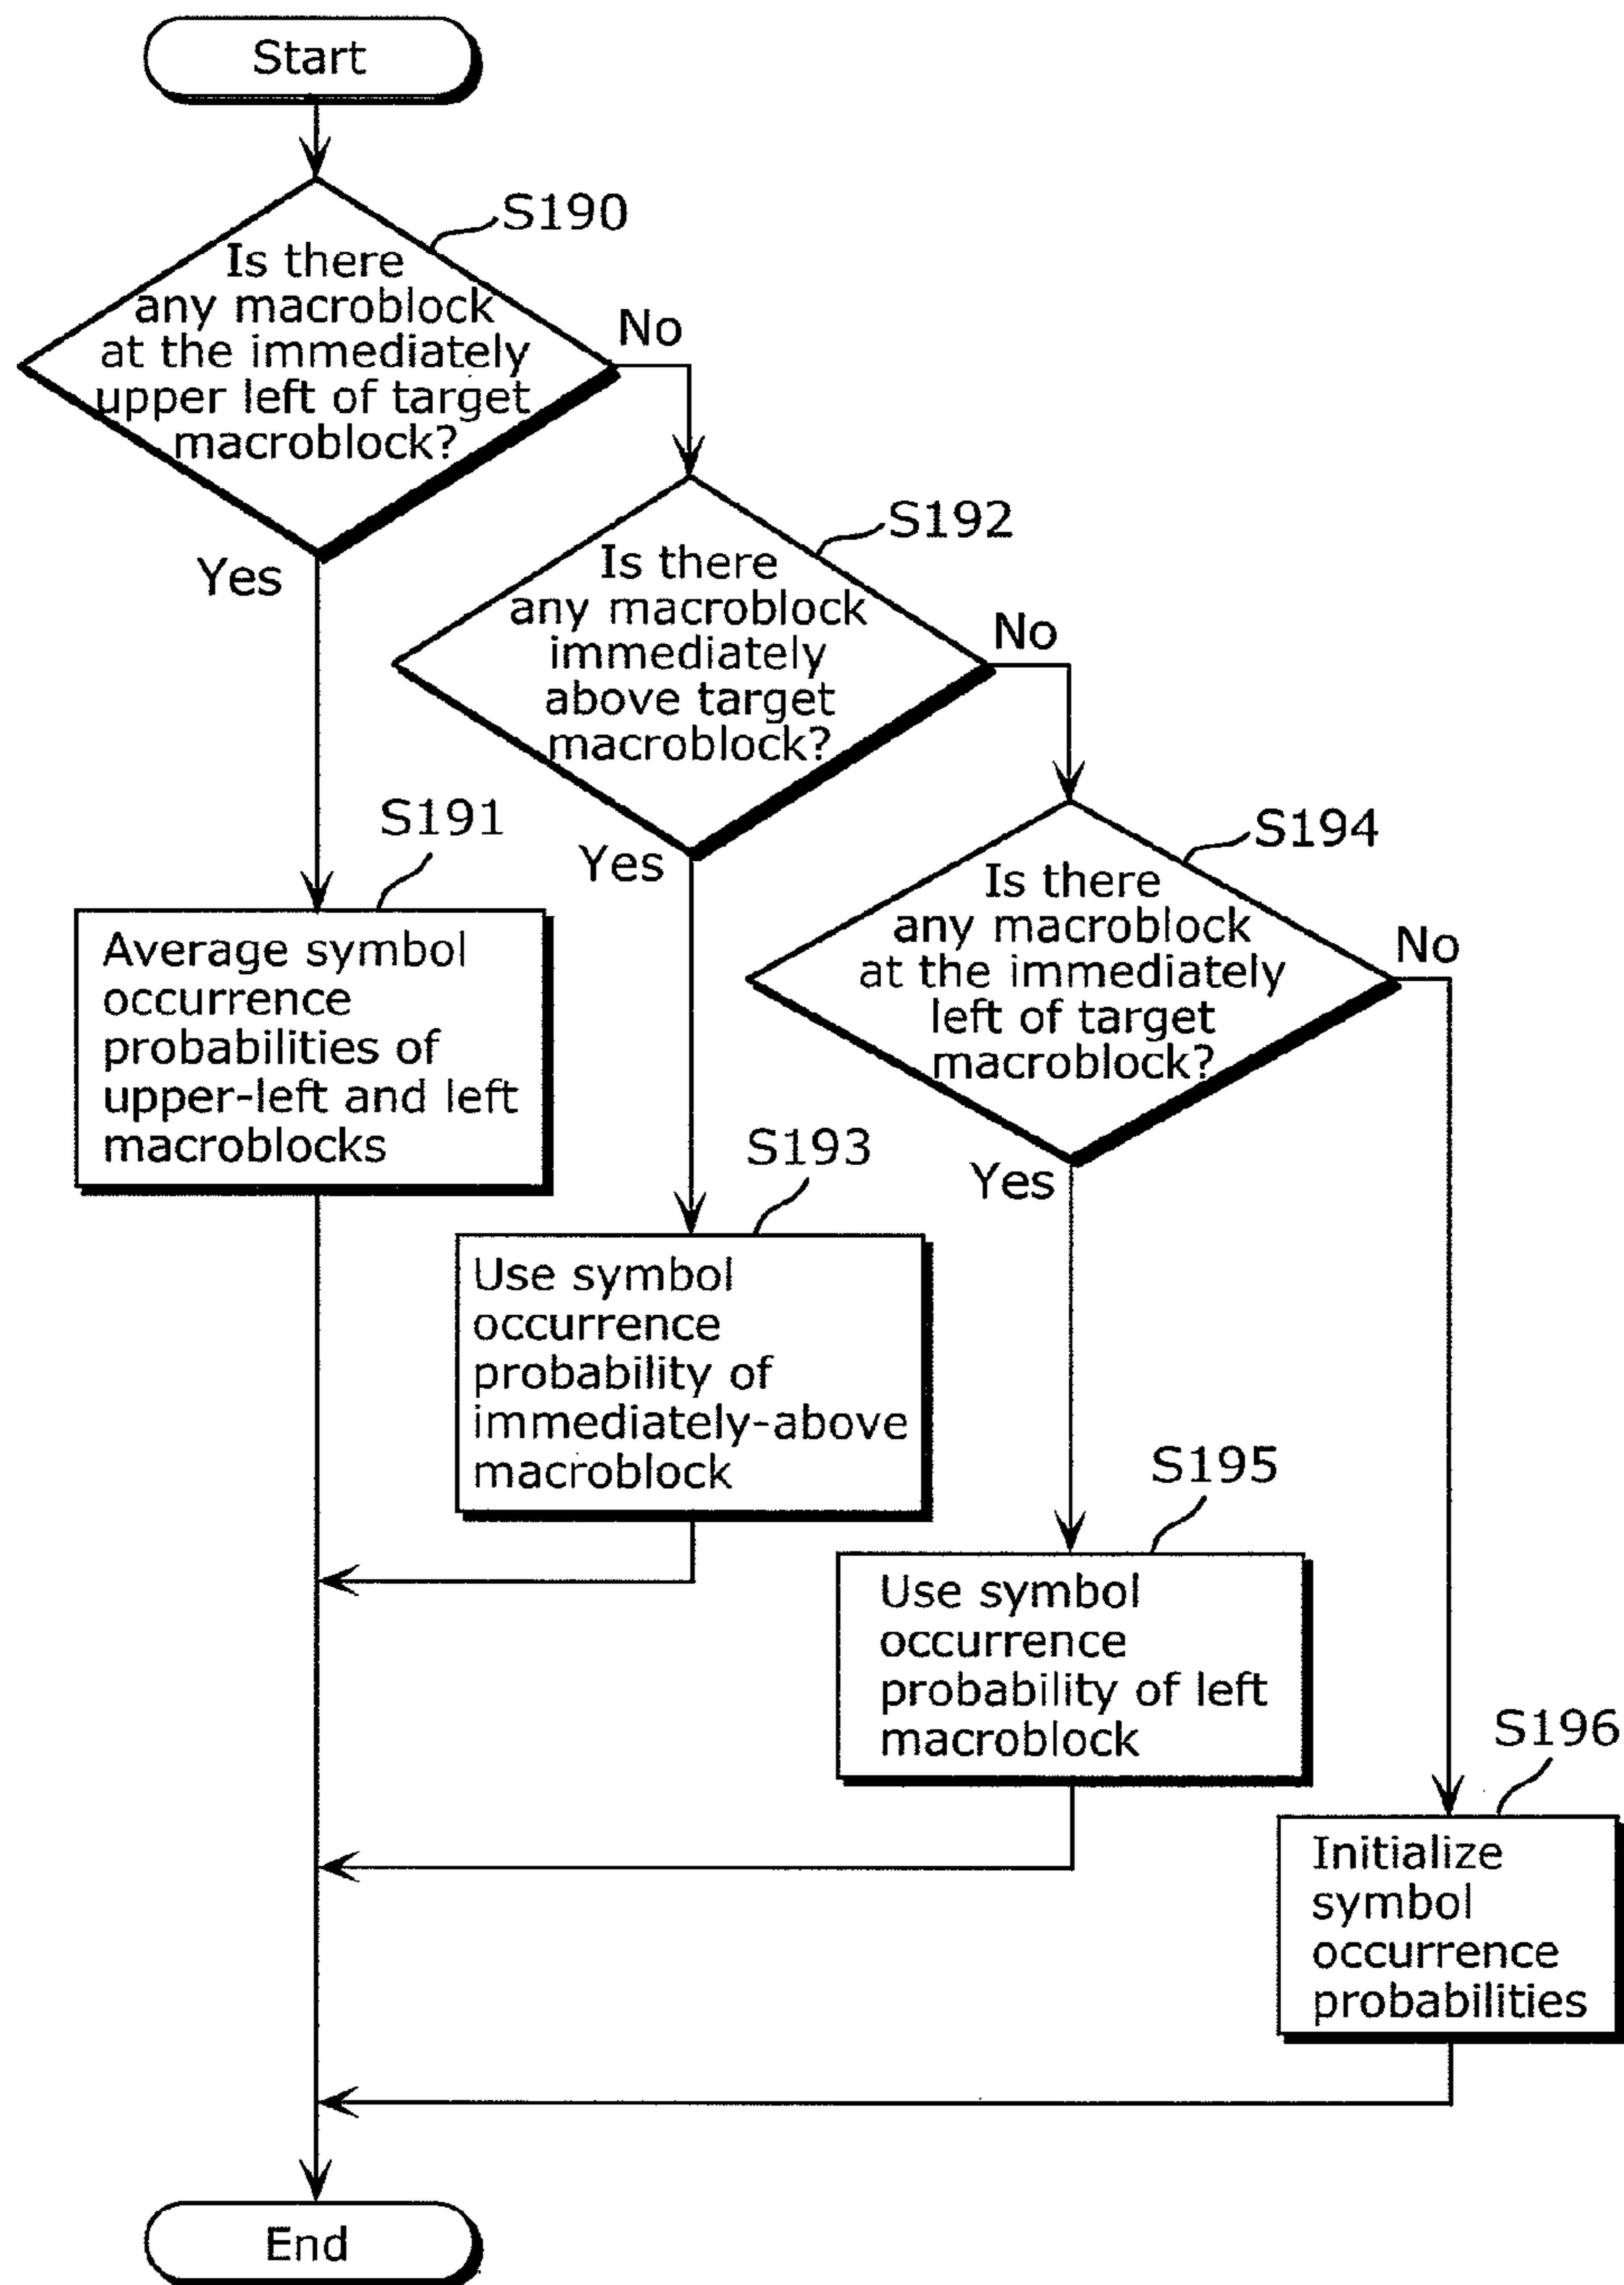 Start
S190
Is there
any macroblock
at the immediately
upper left of target
macroblock?
No
Yes
S192
Is there
any macroblock
immediately
above target
macroblock?
No
Yes
S194
Is there
any macroblock
at the immediately
left of target
macroblock?
No
Yes
S191
Average symbol
occurrence
probabilities of
upper-left and left
macroblocks
S193
Use symbol
occurrence
probability of
immediately-above
macroblock
S195
Use symbol
occurrence
probability of left
macroblock
S196
Initialize
symbol
occurrence
probabilities
End